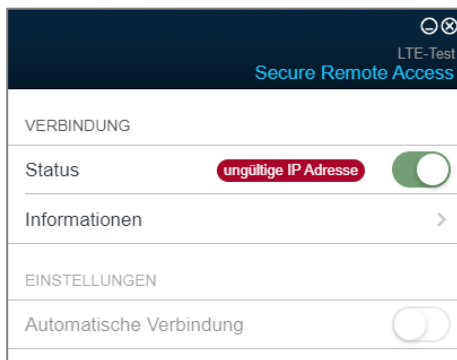 LTE-Test
Secure Remote Access
VERBINDUNG
Status ungültige IP Adresse
Informationen
EINSTELLUNGEN
Automatische Verbindung